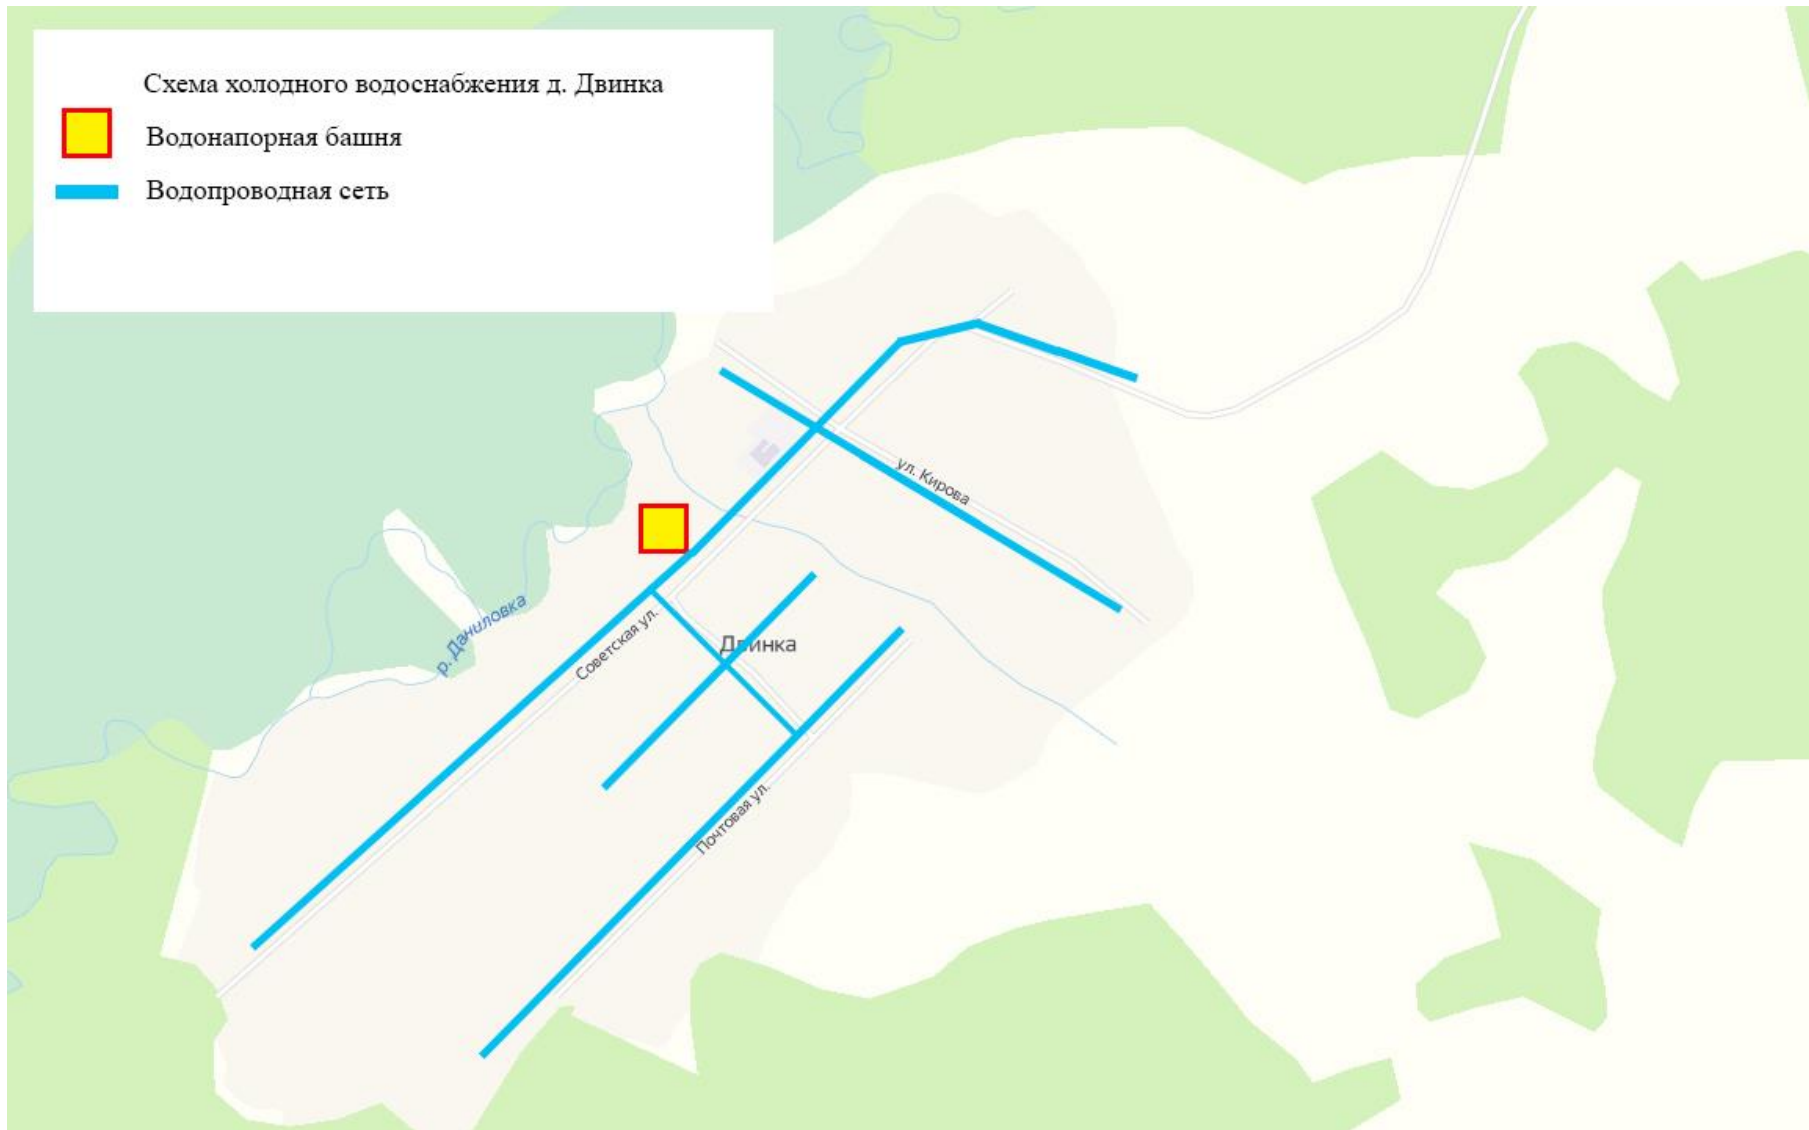 Схема холодного водоснабжения д. Двинка
Водонапорная башня
Водопроводная сеть
ул. Кирова
р. Даниловка
Советская ул.
Двинка
Почтовая ул.